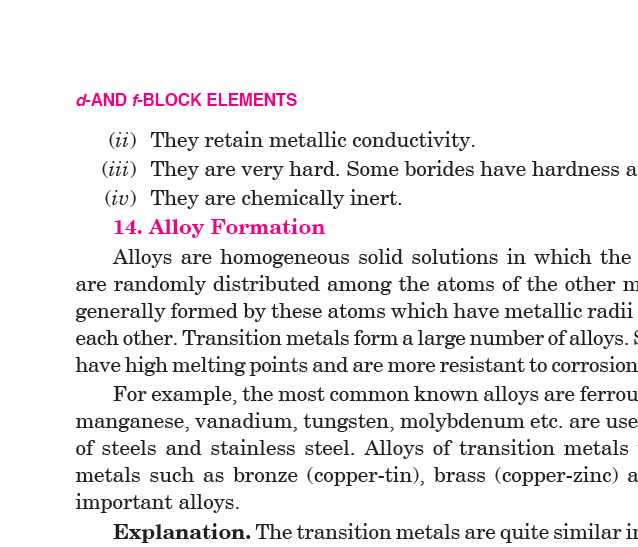 d-AND f-BLOCK ELEMENTS
(ii) They retain metallic conductivity.
(iii) They are very hard. Some borides have hardness a
(iv) They are chemically inert.
14. Alloy Formation
Alloys are homogeneous solid solutions in which the
are randomly distributed among the atoms of the other m
generally formed by these atoms which have metallic radii
each other. Transition metals form a large number of alloys. S
have high melting points and are more resistant to corrosion
For example, the most common known alloys are ferrou
manganese, vanadium, tungsten, molybdenum etc. are use
of steels and stainless steel. Alloys of transition metals
metals such as bronze (copper-tin), brass (copper-zinc) a
important alloys.
Explanation. The transition metals are quite similar in